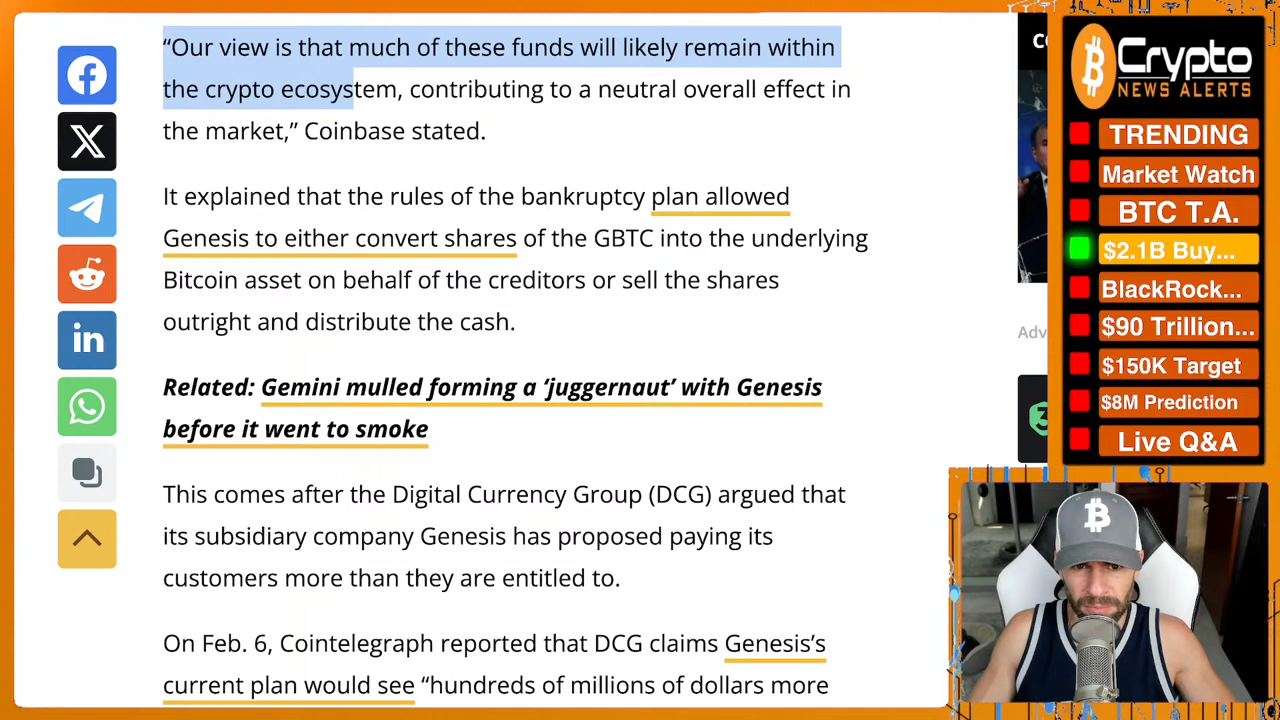 “Our view is that much of these funds will likely remain within
the crypto ecosystem, contributing to a neutral overall effect in
the market,” Coinbase stated.
It explained that the rules of the bankruptcy plan allowed
Genesis to either convert shares of the GBTC into the underlying
Bitcoin asset on behalf of the creditors or sell the shares
outright and distribute the cash.
Related: Gemini mulled forming a ‘juggernaut’ with Genesis
before it went to smoke
This comes after the Digital Currency Group (DCG) argued that
its subsidiary company Genesis has proposed paying its
customers more than they are entitled to.
On Feb. 6, Cointelegraph reported that DCG claims Genesis’s
current plan would see “hundreds of millions of dollars more
Crypto
NEWS ALERTS
TRENDING
Market Watch
BTC T.A.
$2.1B Buy...
BlackRock...
$90 Trillion...
$150K Target
$8M Prediction
Live Q&A